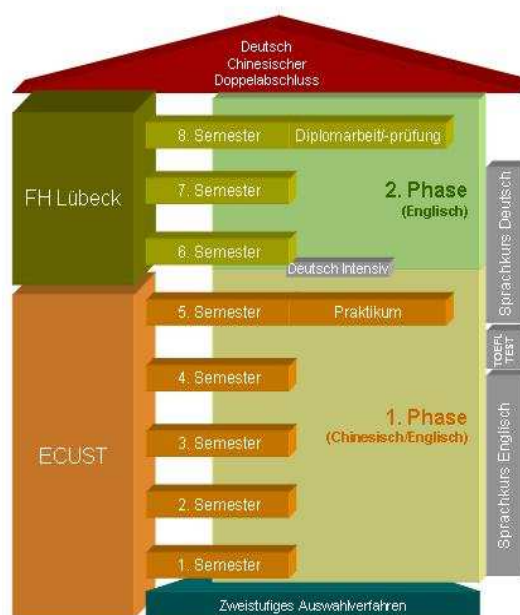 Deutsch
Chinesischer
Doppelabschluss
FH Lübeck
8. Semester
Diplomarbeit/-prüfung
7. Semester
2. Phase
(Englisch)
6. Semester
Deutsch Intensiv
Sprachkurs Deutsch
ECUST
5. Semester
Praktikum
TOEFL
TEST
4. Semester
1. Phase
(Chinesisch/Englisch)
3. Semester
2. Semester
1. Semester
Sprachkurs Englisch
Zweistufiges Auswahlverfahren